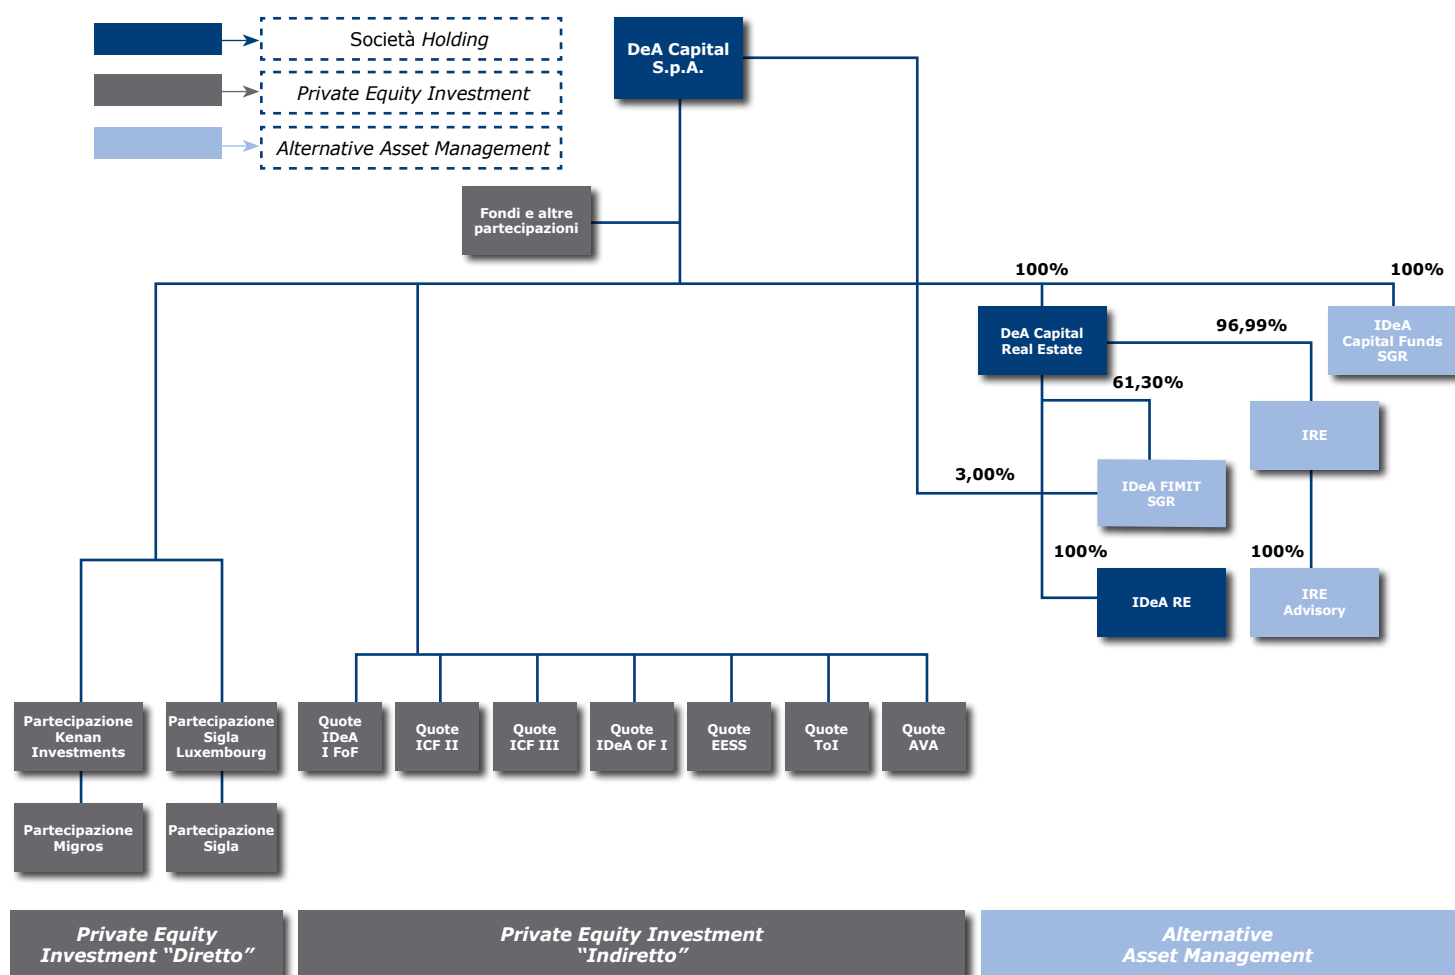 Società Holding
Private Equity Investment
Alternative Asset Management
DeA Capital
S.p.A.
Fondi e altre
partecipazioni
100%
100%
DeA Capital
Real Estate
96,99%
IDeA
Capital Funds
SGR
61,30%
IRE
3,00%
IDeA FIMIT
SGR
100%
100%
IDeA RE
IRE
Advisory
Partecipazione
Kenan
Investments
Partecipazione
Sigla
Luxembourg
Quote
IDeA
I FoF
Quote
ICF II
Quote
ICF III
Quote
IDeA OF I
Quote
EESS
Quote
ToI
Quote
AVA
Partecipazione
Migros
Partecipazione
Sigla
Private Equity
Investment “Diretto”
Private Equity Investment
“Indiretto”
Alternative
Asset Management